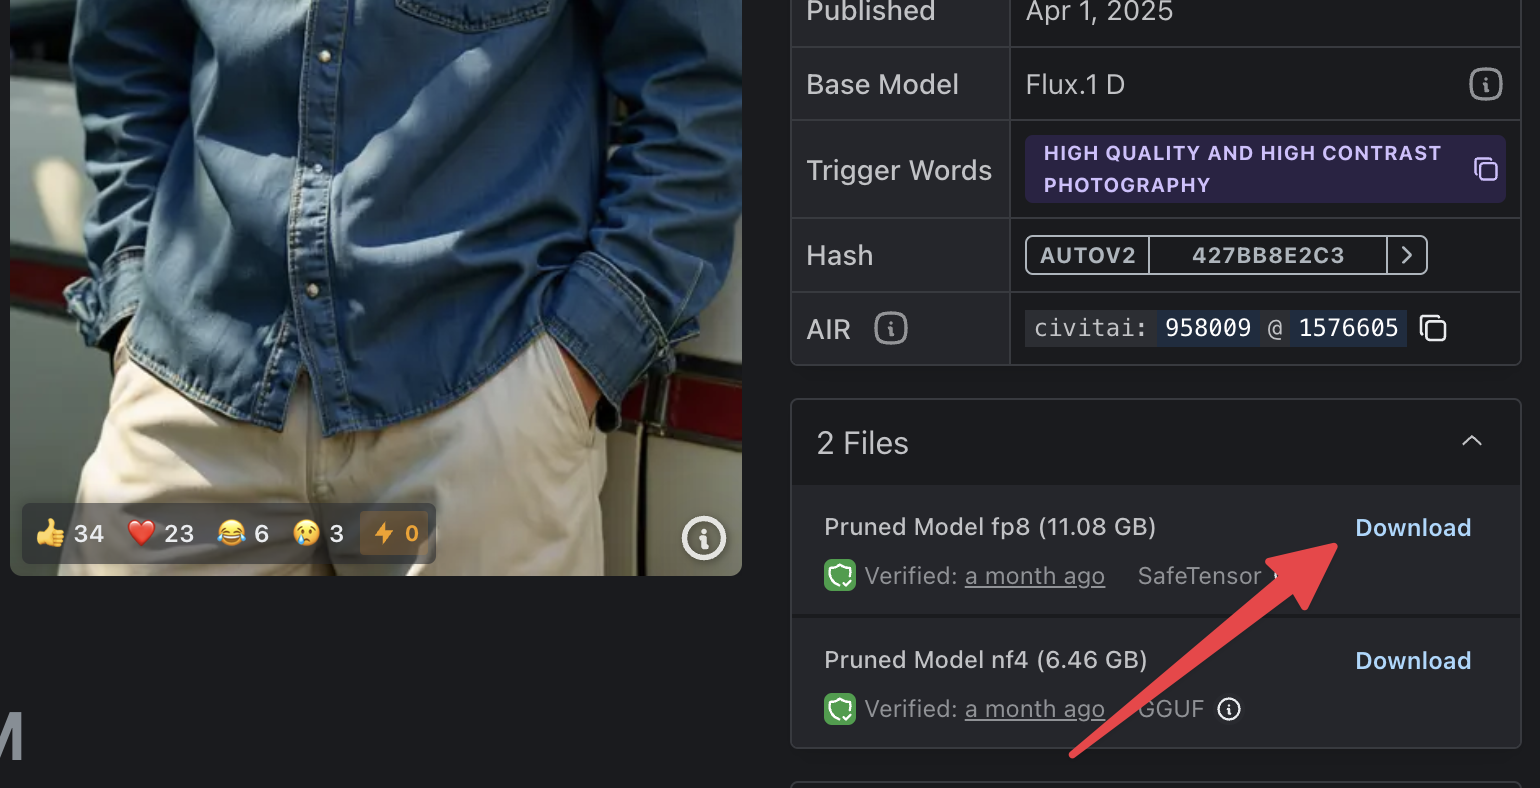 Published
Apr 1, 2025
Base Model
Flux.1 D
Trigger Words
HIGH QUALITY AND HIGH CONTRAST
PHOTOGRAPHY
Hash
AUTOV2
427BB8E2C3
AIR
civitai: 958009 @ 1576605
2 Files
Pruned Model fp8 (11.08 GB)
Download
Verified: a month ago
SafeTensor
Pruned Model nf4 (6.46 GB)
Download
Verified: a month ago
GGUF
34
23
6
3
0
M